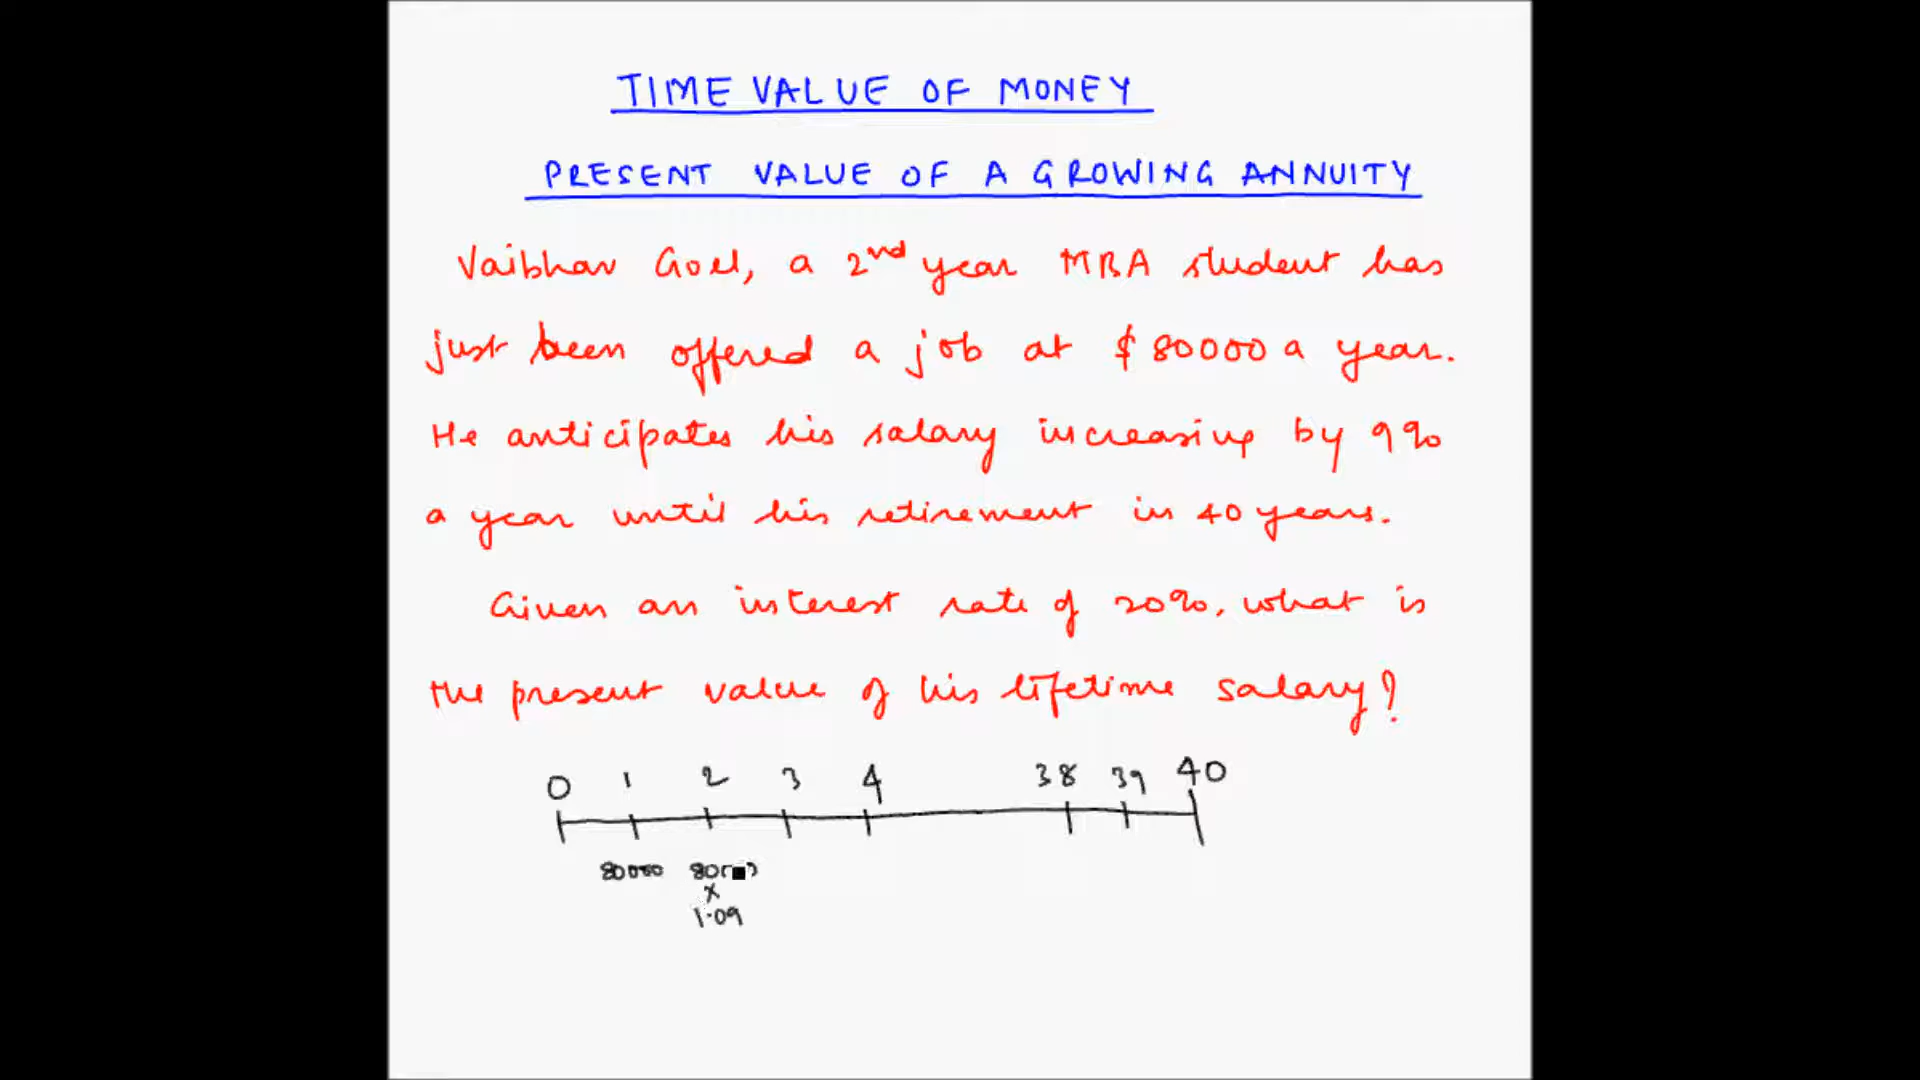 TIME VALUE OF MONEY
PRESENT VALUE OF A GROWING ANNUITY
Vaibhav Goel, a 2nd year MBA student has
just been offered a job at $80000 a year.
He anticipates his salary increasing by 9%
a year until his retirement in 40 years.
Given an interest rate of 20%, what is
the present value of his lifetime salary?
0 1 2 3 4 38 39 40
80000
x
1.09